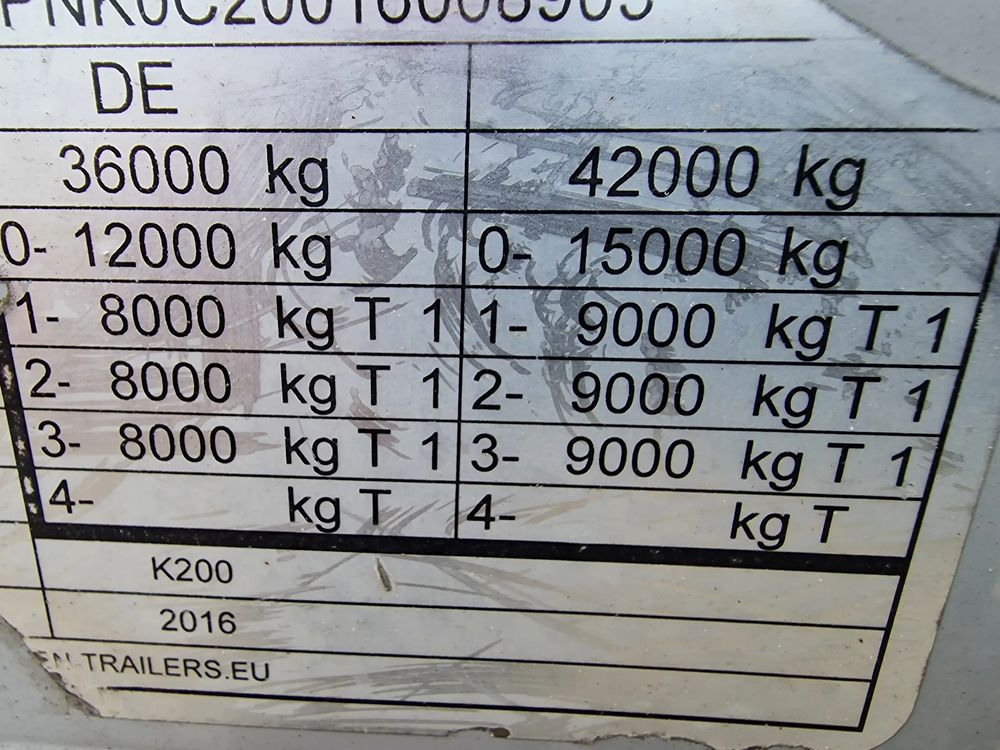 DE
36000 kg 42000 kg
0- 12000 kg 0- 15000 kg
1- 8000 kg T 1 1- 9000 kg T 1
2- 8000 kg T 1 2- 9000 kg T 1
3- 8000 kg T 1 3- 9000 kg T 1
4- kg T 4- kg T
K200
2016
EN-TRAILERS.EU